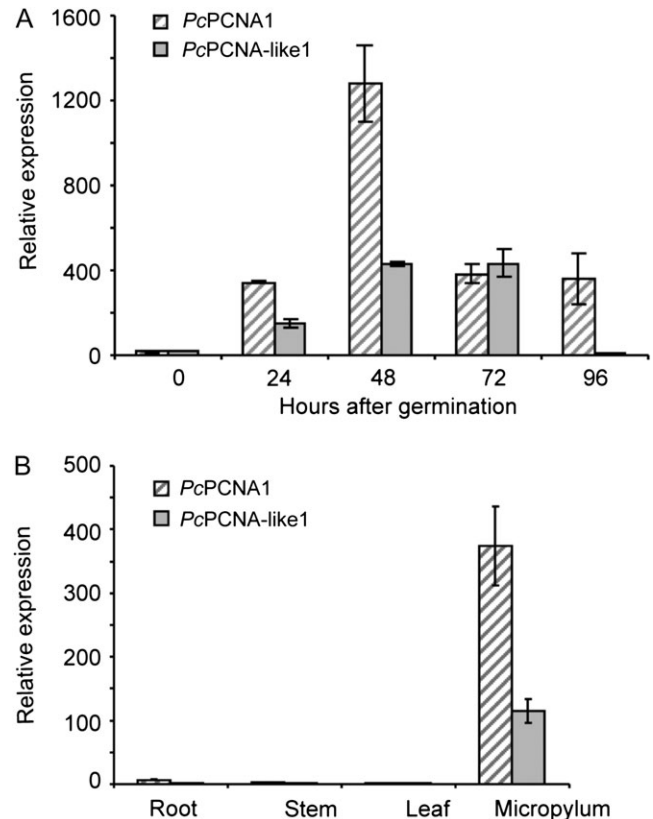 A
PcPCNA1
PcPCNA-like1
Relative expression
1600
1200
800
400
0
0 24 48 72 96
Hours after germination
B
PcPCNA1
PcPCNA-like1
Relative expression
500
400
300
200
100
0
Root Stem Leaf Micropylum